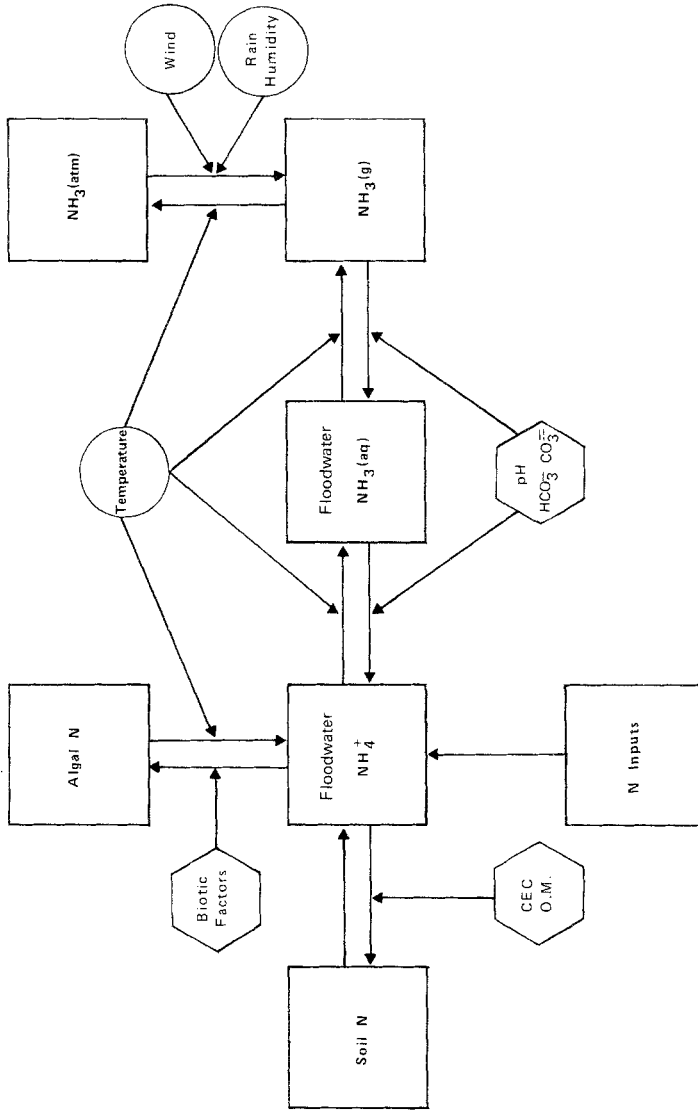 Algal N
NH₃(atm)
Temperature
Wind
Biotic
Factors
Rain
Humidity
Soil N
Floodwater
NH₄⁺
Floodwater
NH₃(aq)
NH₃(g)
CEC
O.M.
pH
HCO₃⁻ CO₃⁼
N Inputs